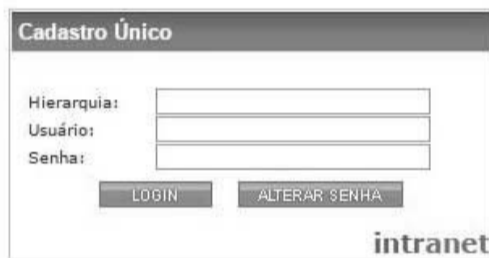 Cadastro Único
Hierarquia:
Usuário:
Senha:
LOGIN ALTERAR SENHA
intranet